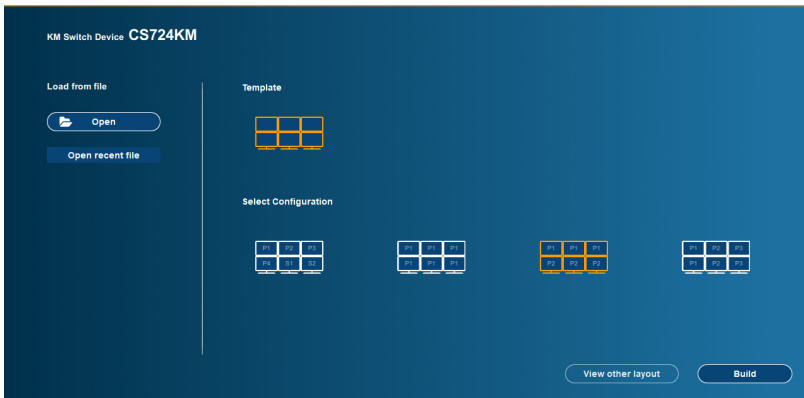 KM Switch Device CS724KM
Load from file
Open
Open recent file
Template
Select Configuration
P1 P2 P3 P1 P1 P1 P1 P1 P1 P1 P2 P3
P4 S1 S2 P1 P1 P1 P2 P2 P2 P1 P2 P3
View other layout Build